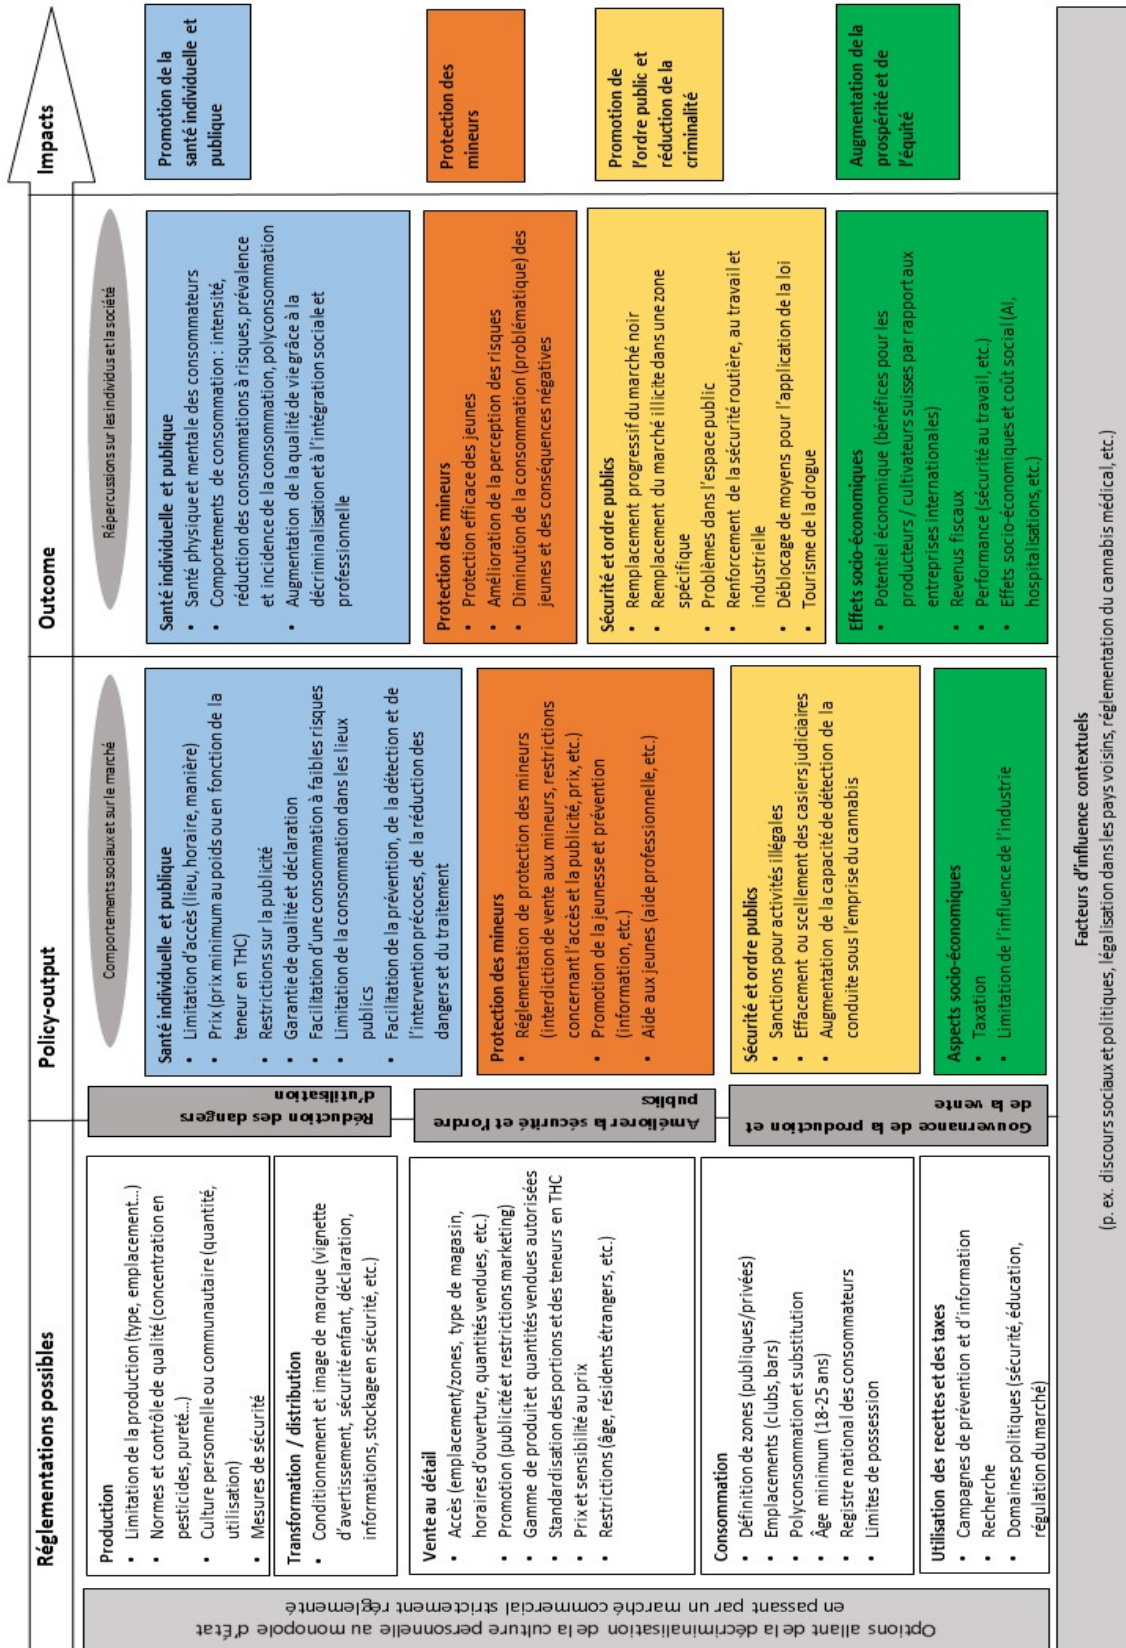 Réglementations possibles
Policy-output
Outcome
Impacts
Options allant de la décriminalisation de la culture personnelle au monopole d'État
en passant par un marché commercial strictement réglementé
Production
• Limitation de la production (type, emplacement...)
• Normes et contrôle de qualité (concentration en
pesticides, pureté...)
• Culture personnelle ou communautaire (quantité,
utilisation)
• Mesures de sécurité
Transformation / distribution
• Conditionnement et image de marque (vignette
d'avertissement, sécurité enfant, déclaration,
informations, stockage en sécurité, etc.)
Vente au détail
• Accès (emplacement/zones, type de magasin,
horaires d'ouverture, quantités vendues, etc.)
• Promotion (publicité et restrictions marketing)
• Gamme de produit et quantités vendues autorisées
• Standardisation des portions et des teneurs en THC
• Prix et sensibilité au prix
• Restrictions (âge, résidents étrangers, etc.)
Consommation
• Définition de zones (publiques/privées)
• Emplacements (clubs, bars)
• Polyconsommation et substitution
• Âge minimum (18-25 ans)
• Registre national des consommateurs
• Limites de possession
Utilisation des recettes et des taxes
• Campagnes de prévention et d'information
• Recherche
• Domaines politiques (sécurité, éducation,
régulation du marché)
Réduction des dangers
d'utilisation
Améliorer la sécurité et l'ordre
publics
Gouvernance de la production et
de la vente
Comportements sociaux et sur le marché
Santé individuelle et publique
• Limitation d'accès (lieu, horaire, manière)
• Prix (prix minimum au poids ou en fonction de la
teneur en THC)
• Restrictions sur la publicité
• Garantie de qualité et déclaration
• Facilitation d'une consommation à faibles risques
• Limitation de la consommation dans les lieux
publics
• Facilitation de la prévention, de la détection et de
l'intervention précoces, de la réduction des
dangers et du traitement
Protection des mineurs
• Réglementation de protection des mineurs
(interdiction de vente aux mineurs, restrictions
concernant l'accès et la publicité, prix, etc.)
• Promotion de la jeunesse et prévention
(information, etc.)
• Aide aux jeunes (aide professionnelle, etc.)
Sécurité et ordre publics
• Sanctions pour activités illégales
• Effacement ou scellement des casiers judiciaires
• Augmentation de la capacité de détection de la
conduite sous l'emprise du cannabis
Aspects socio-économiques
• Taxation
• Limitation de l'influence de l'industrie
Répercussions sur les individus et la société
Santé individuelle et publique
• Santé physique et mentale des consommateurs
• Comportements de consommation : intensité,
réduction des consommations à risques, prévalence
et incidence de la consommation, polyconsommation
• Augmentation de la qualité de vie grâce à la
décriminalisation et à l'intégration sociale et
professionnelle
Protection des mineurs
• Protection efficace des jeunes
• Amélioration de la perception des risques
• Diminution de la consommation (problématique) des
jeunes et des conséquences négatives
Sécurité et ordre publics
• Remplacement progressif du marché noir
• Remplacement du marché illicite dans une zone
spécifique
• Problèmes dans l'espace public
• Renforcement de la sécurité routière, au travail et
industrielle
• Déblocage de moyens pour l'application de la loi
• Tourisme de la drogue
Effets socio-économiques
• Potentiel économique (bénéfices pour les
producteurs / cultivateurs suisses par rapport aux
entreprises internationales)
• Revenus fiscaux
• Performance (sécurité au travail, etc.)
• Effets socio-économiques et coût social (AI,
hospitalisations, etc.)
Promotion de la
santé individuelle et
publique
Protection des
mineurs
Promotion de
l'ordre public et
réduction de la
criminalité
Augmentation de la
prospérité et de
l'équité
Facteurs d'influence contextuels
(p. ex. discours sociaux et politiques, légalisation dans les pays voisins, réglementation du cannabis médical, etc.)